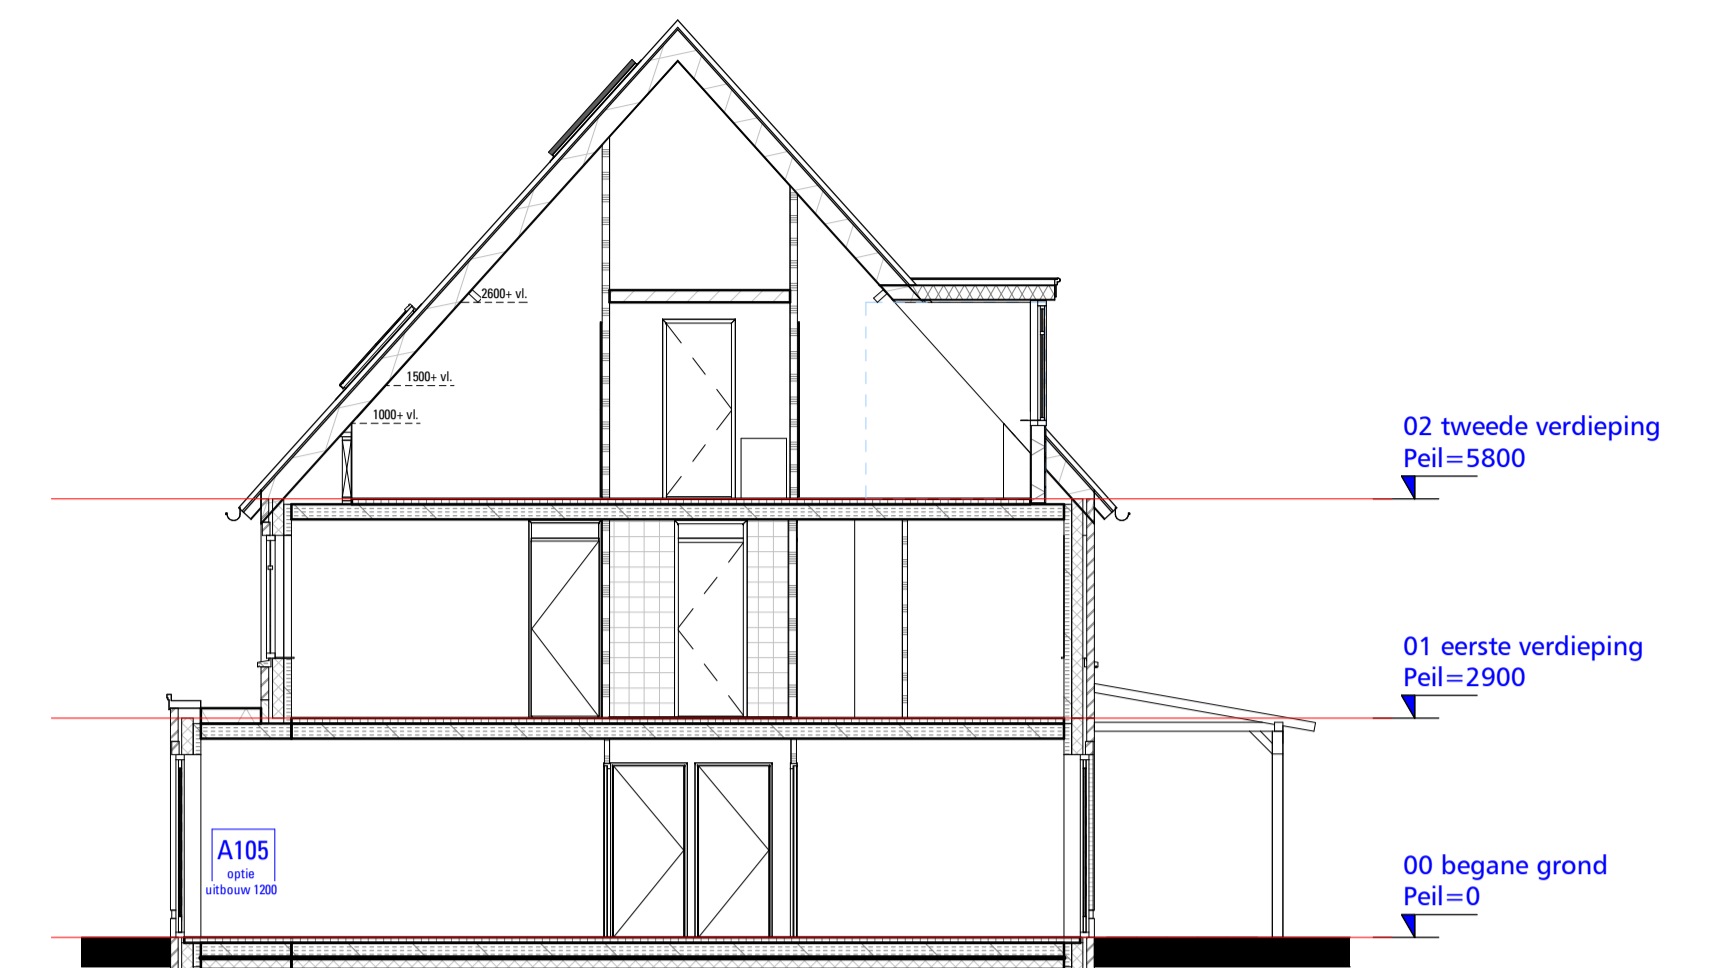 2600+ vl.
1500+ vl.
1000+ vl.
02 tweede verdieping
Peil=5800
01 eerste verdieping
Peil=2900
A105
optie
uitbouw 1200
00 begane grond
Peil=0